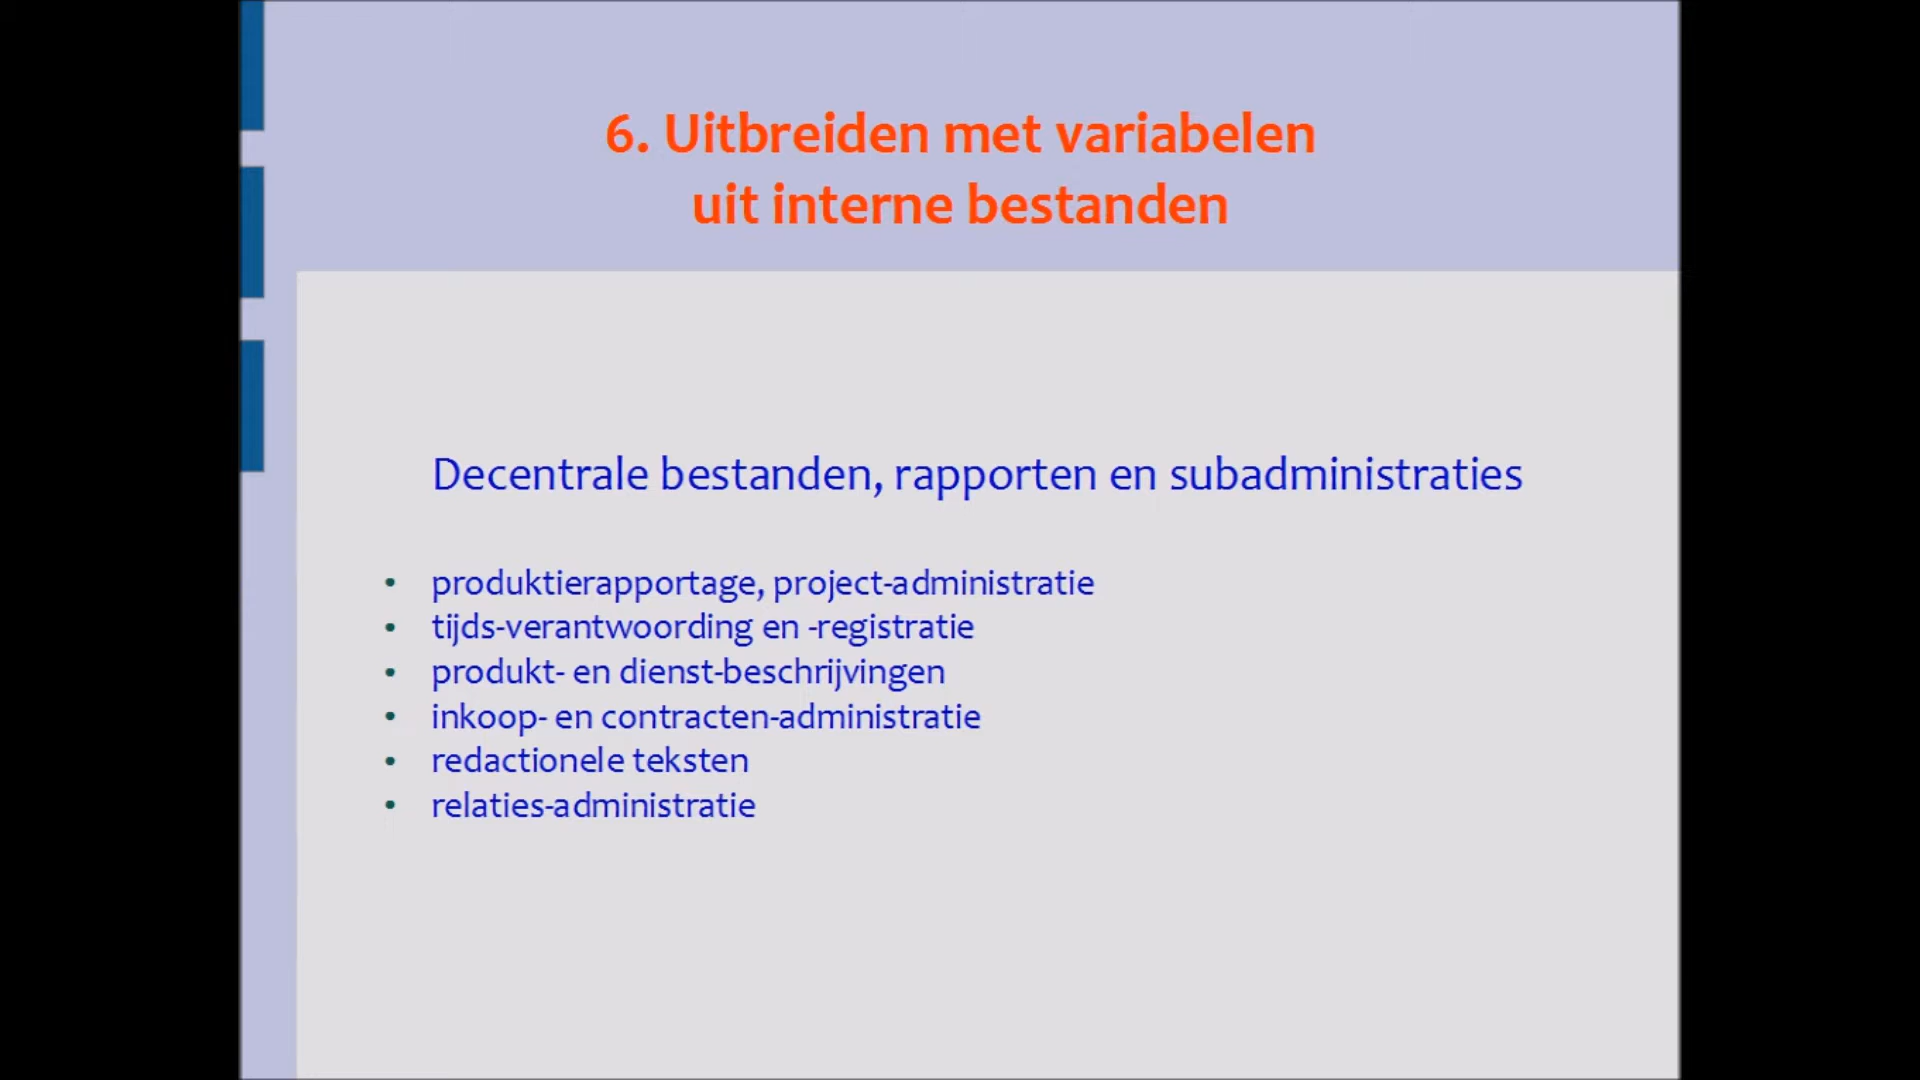 6. Uitbreiden met variabelen
uit interne bestanden
Decentrale bestanden, rapporten en subadministraties
• produktierapportage, project-administratie
• tijds-verantwoording en -registratie
• produkt- en dienst-beschrijvingen
• inkoop- en contracten-administratie
• redactionele teksten
• relaties-administratie